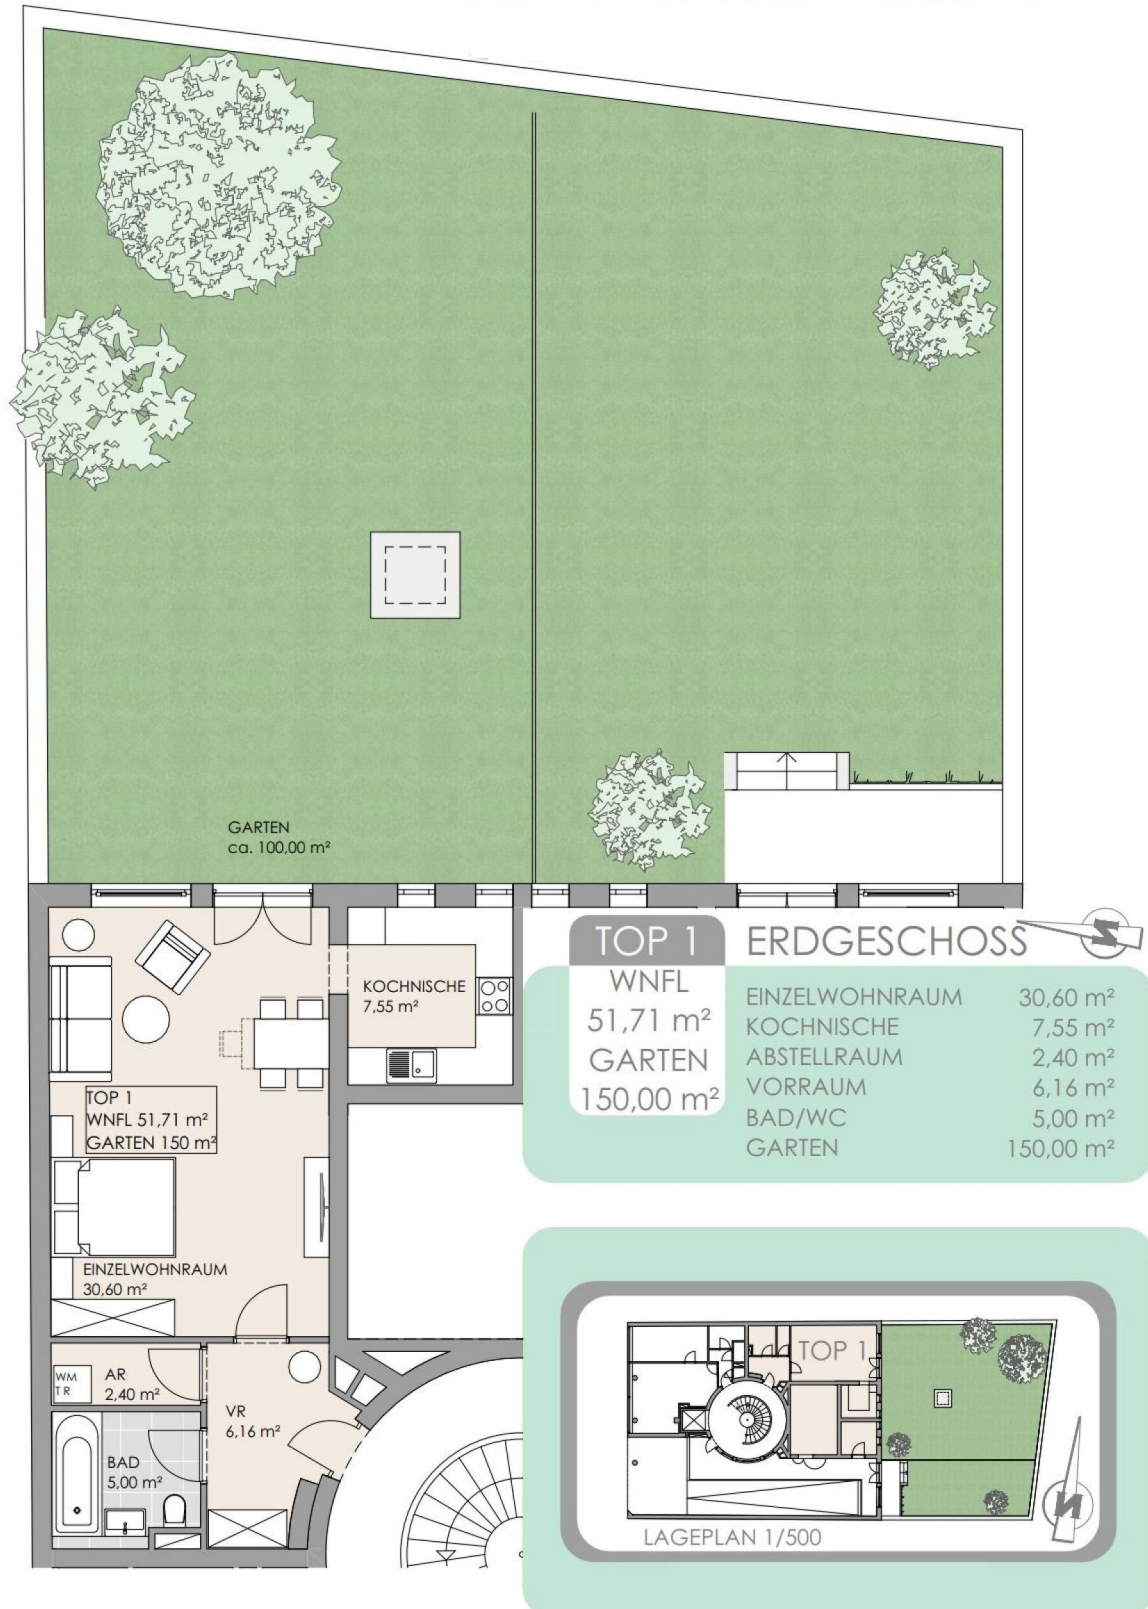 GARTEN
ca. 100,00 m²
KOCHNISCHE
7,55 m²
TOP 1
WNFL 51,71 m²
GARTEN 150 m²
EINZELWOHNRAUM
30,60 m²
WM
TR
AR
2,40 m²
VR
6,16 m²
BAD
5,00 m²
TOP 1
WNFL
51,71 m²
GARTEN
150,00 m²
ERDGESCHOSS
N
EINZELWOHNRAUM 30,60 m²
KOCHNISCHE 7,55 m²
ABSTELLRAUM 2,40 m²
VORRAUM 6,16 m²
BAD/WC 5,00 m²
GARTEN 150,00 m²
TOP 1
N
LAGEPLAN 1/500